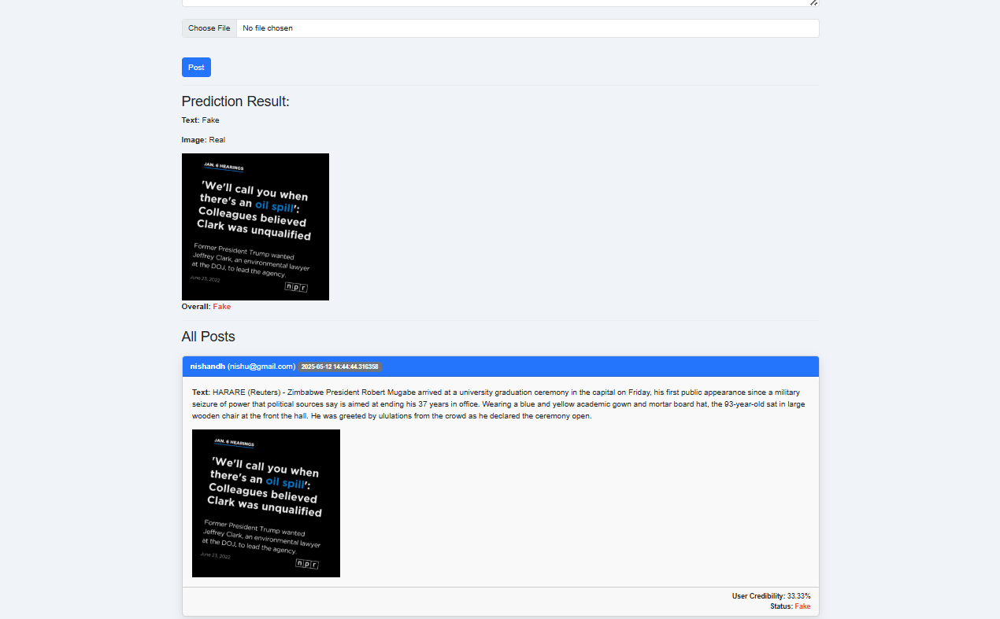 Choose File No file chosen
Post
Prediction Result:
Text: Fake
Image: Real
JAN. 6 HEARINGS
'We'll call you when
there's an oil spill':
Colleagues believed
Clark was unqualified
Former President Trump wanted
Jeffrey Clark, an environmental lawyer
at the DOJ, to lead the agency.
June 23, 2022
npr
Overall: Fake
All Posts
nishandh (nishu@gmail.com) 2025-05-12 14:44:44.316358
Text: HARARE (Reuters) - Zimbabwe President Robert Mugabe arrived at a university graduation ceremony in the capital on Friday, his first public appearance since a military
seizure of power that political sources say is aimed at ending his 37 years in office. Wearing a blue and yellow academic gown and mortar board hat, the 93-year-old sat in large
wooden chair at the front the hall. He was greeted by ululations from the crowd as he declared the ceremony open.
JAN. 6 HEARINGS
'We'll call you when
there's an oil spill':
Colleagues believed
Clark was unqualified
Former President Trump wanted
Jeffrey Clark, an environmental lawyer
at the DOJ, to lead the agency.
June 23, 2022
npr
User Credibility: 33.33%
Status: Fake